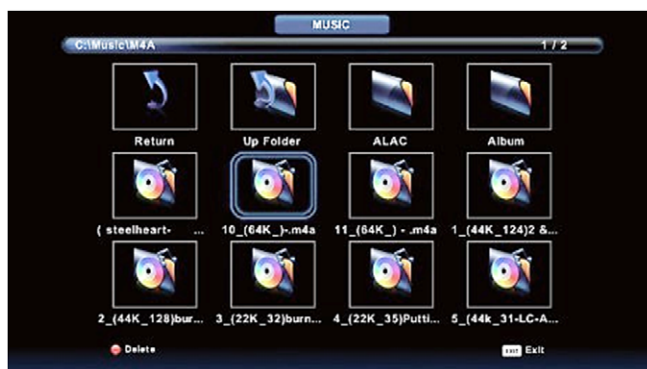 MUSIC
C:\Music\M4A 1 / 2
Return Up Folder ALAC Album
( steelheart- ... 10_(64K_)-.m4a 11_(64K_) - .m4a 1_(44K_124)2 &...
2_(44K_128)bur... 3_(22K_32)burn... 4_(22K_35)Putti... 5_(44k_31-LC-A...
Delete EXIT Exit